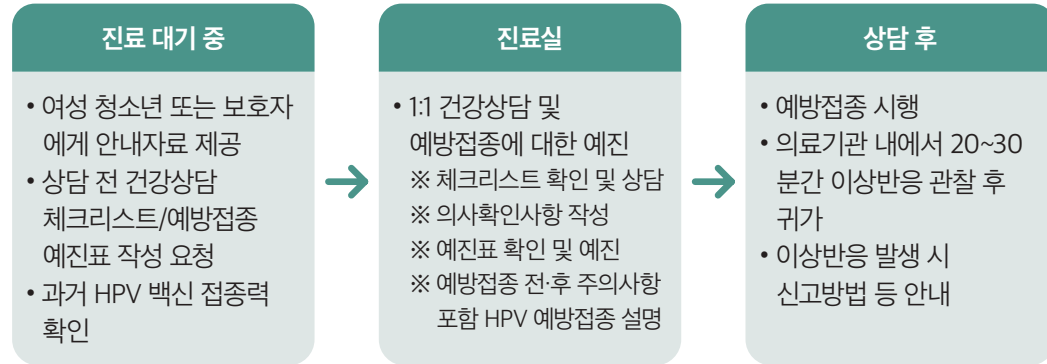 진료 대기 중
• 여성 청소년 또는 보호자
에게 안내자료 제공
• 상담 전 건강상담
체크리스트/예방접종
예진표 작성 요청
• 과거 HPV 백신 접종력
확인
진료실
• 1:1 건강상담 및
예방접종에 대한 예진
※ 체크리스트 확인 및 상담
※ 의사확인사항 작성
※ 예진표 확인 및 예진
※ 예방접종 전·후 주의사항
포함 HPV 예방접종 설명
상담 후
• 예방접종 시행
• 의료기관 내에서 20~30
분간 이상반응 관찰 후
귀가
• 이상반응 발생 시
신고방법 등 안내